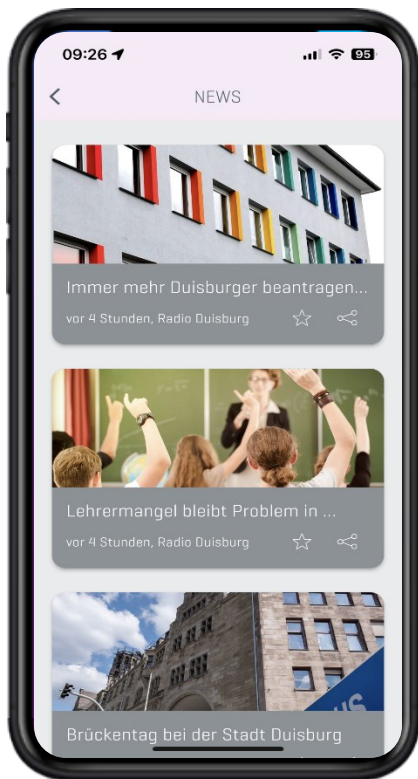 09:26
95
NEWS
Immer mehr Duisburger beantragen...
vor 4 Stunden, Radio Duisburg
Lehrermangel bleibt Problem in ...
vor 4 Stunden, Radio Duisburg
Brückentag bei der Stadt Duisburg